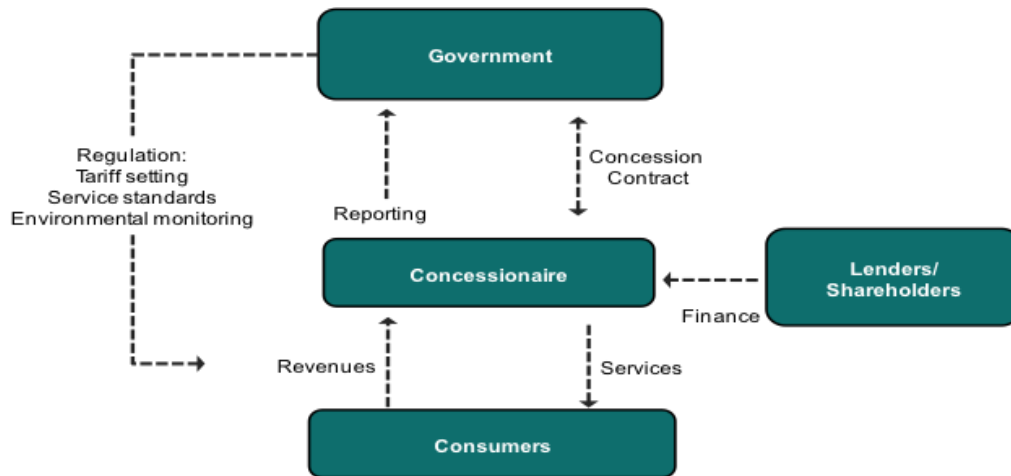 Government
Regulation:
Tariff setting
Service standards
Environmental monitoring
Concession
Contract
Reporting
Concessionaire
Lenders/
Shareholders
Finance
Revenues
Services
Consumers